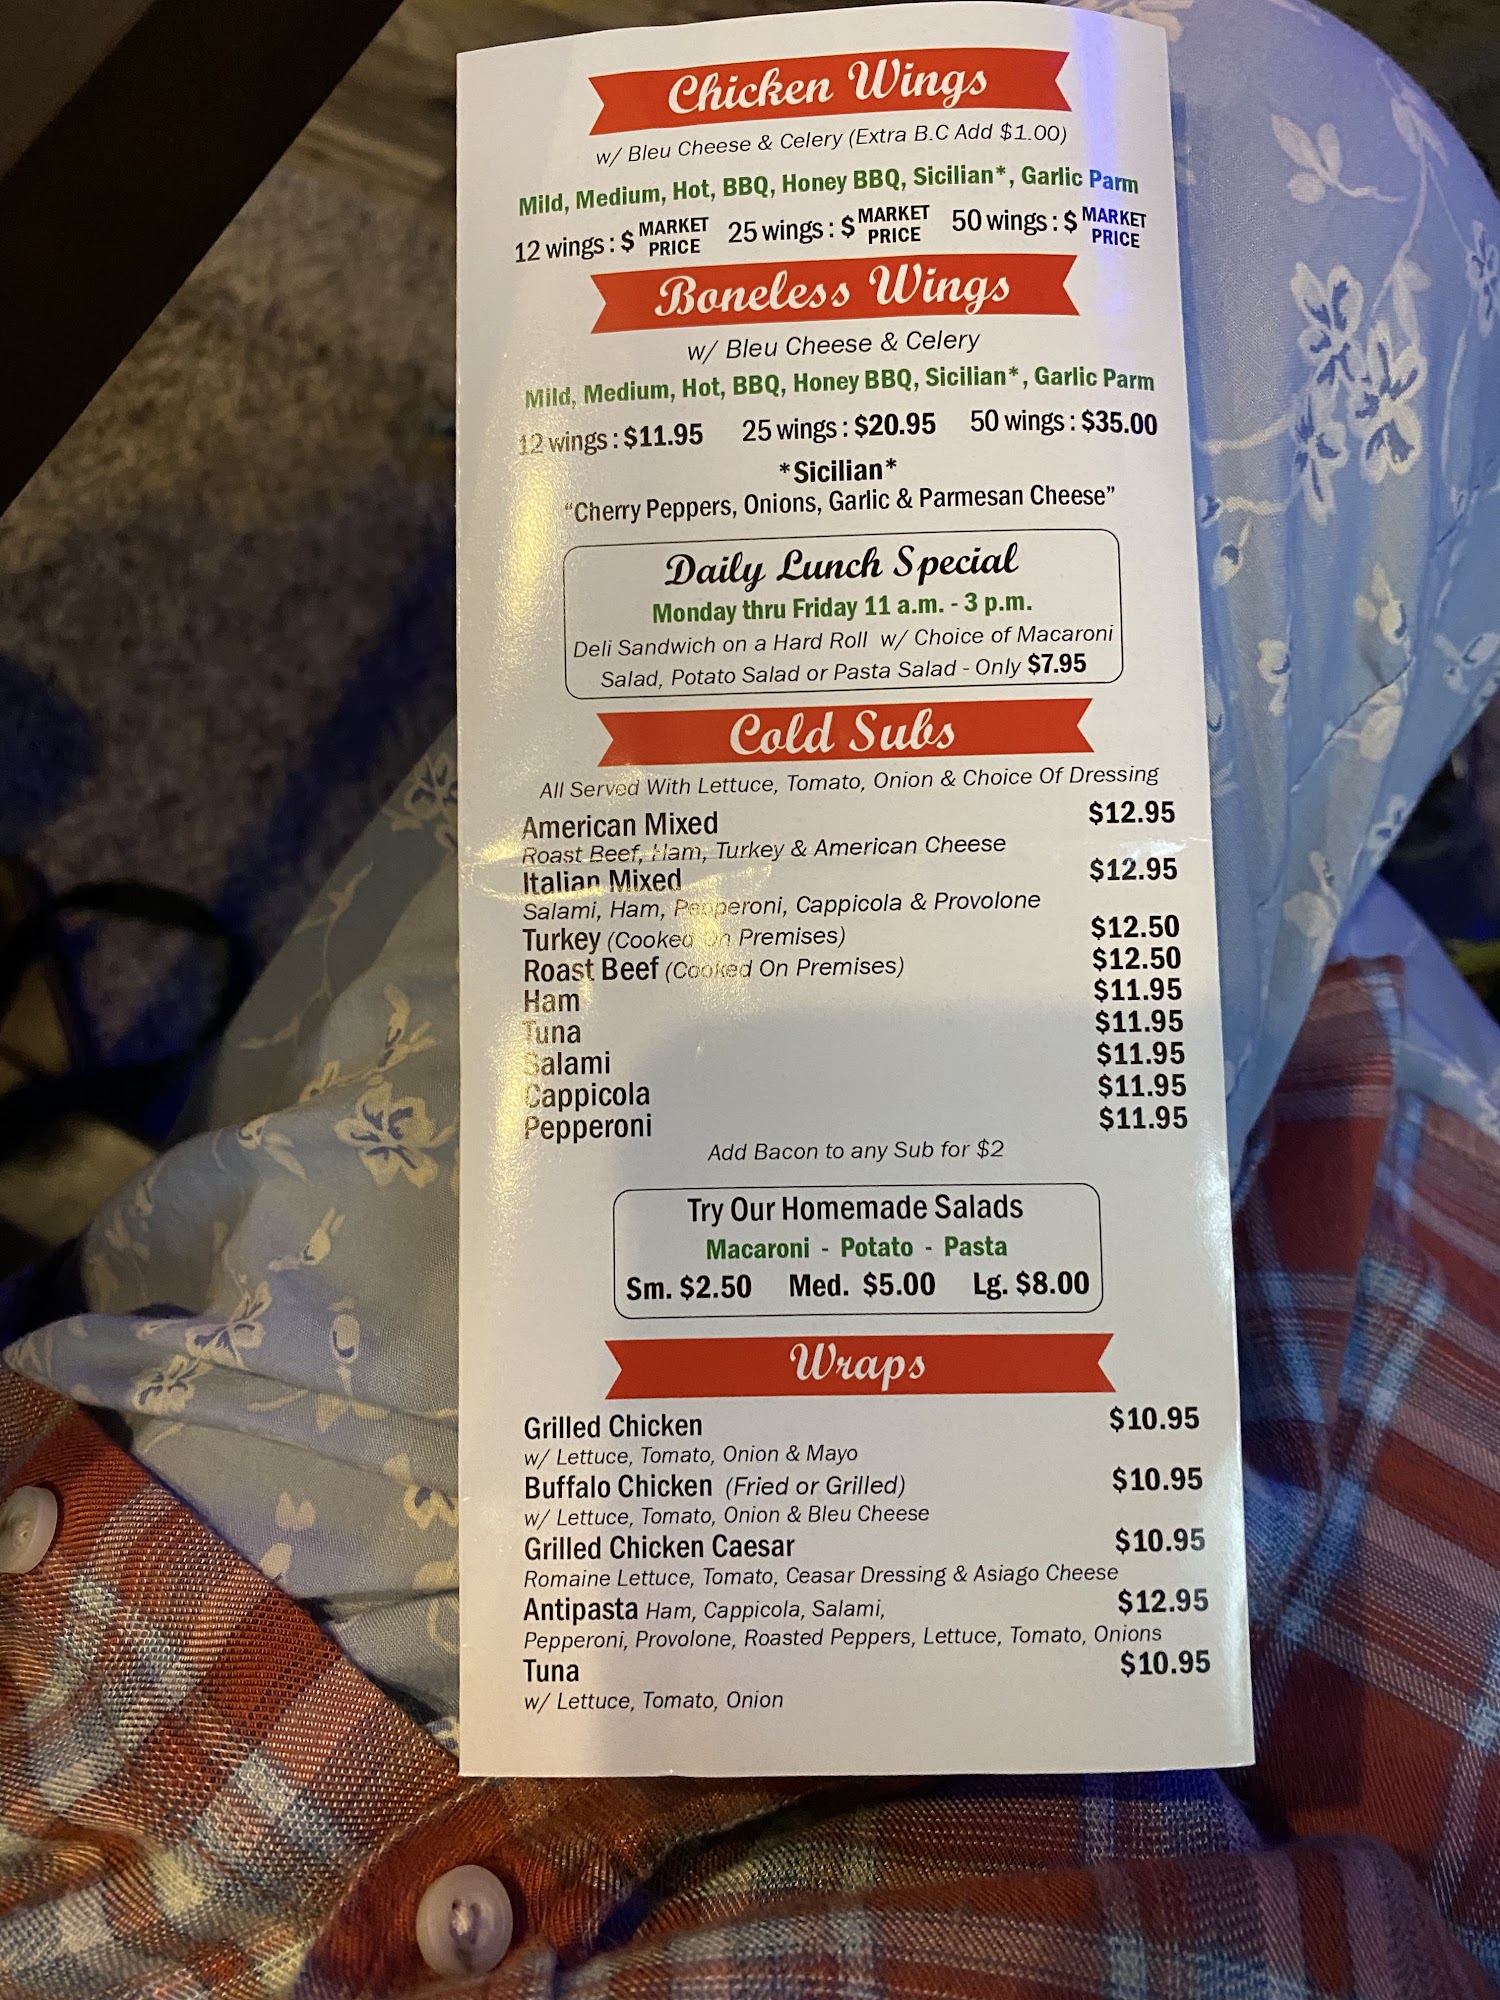 Chicken Wings
w/ Bleu Cheese & Celery (Extra B.C Add $1.00)
Mild, Medium, Hot, BBQ, Honey BBQ, Sicilian*, Garlic Parm
12 wings: $ MARKET PRICE 25 wings: $ MARKET PRICE 50 wings: $ MARKET PRICE
Boneless Wings
w/ Bleu Cheese & Celery
Mild, Medium, Hot, BBQ, Honey BBQ, Sicilian*, Garlic Parm
12 wings: $11.95 25 wings: $20.95 50 wings: $35.00
*Sicilian*
"Cherry Peppers, Onions, Garlic & Parmesan Cheese"
Daily Lunch Special
Monday thru Friday 11 a.m. - 3 p.m.
Deli Sandwich on a Hard Roll w/ Choice of Macaroni
Salad, Potato Salad or Pasta Salad - Only $7.95
Cold Subs
All Served With Lettuce, Tomato, Onion & Choice Of Dressing
American Mixed $12.95
Roast Beef, Ham, Turkey & American Cheese
Italian Mixed $12.95
Salami, Ham, Pepperoni, Cappicola & Provolone
Turkey (Cooked On Premises) $12.50
Roast Beef (Cooked On Premises) $12.50
Ham $11.95
Tuna $11.95
Salami $11.95
Cappicola $11.95
Pepperoni $11.95
Add Bacon to any Sub for $2
Try Our Homemade Salads
Macaroni - Potato - Pasta
Sm. $2.50 Med. $5.00 Lg. $8.00
Wraps
Grilled Chicken $10.95
w/ Lettuce, Tomato, Onion & Mayo
Buffalo Chicken (Fried or Grilled) $10.95
w/ Lettuce, Tomato, Onion & Bleu Cheese
Grilled Chicken Caesar $10.95
Romaine Lettuce, Tomato, Ceasar Dressing & Asiago Cheese
Antipasta Ham, Cappicola, Salami, $12.95
Pepperoni, Provolone, Roasted Peppers, Lettuce, Tomato, Onions
Tuna $10.95
w/ Lettuce, Tomato, Onion